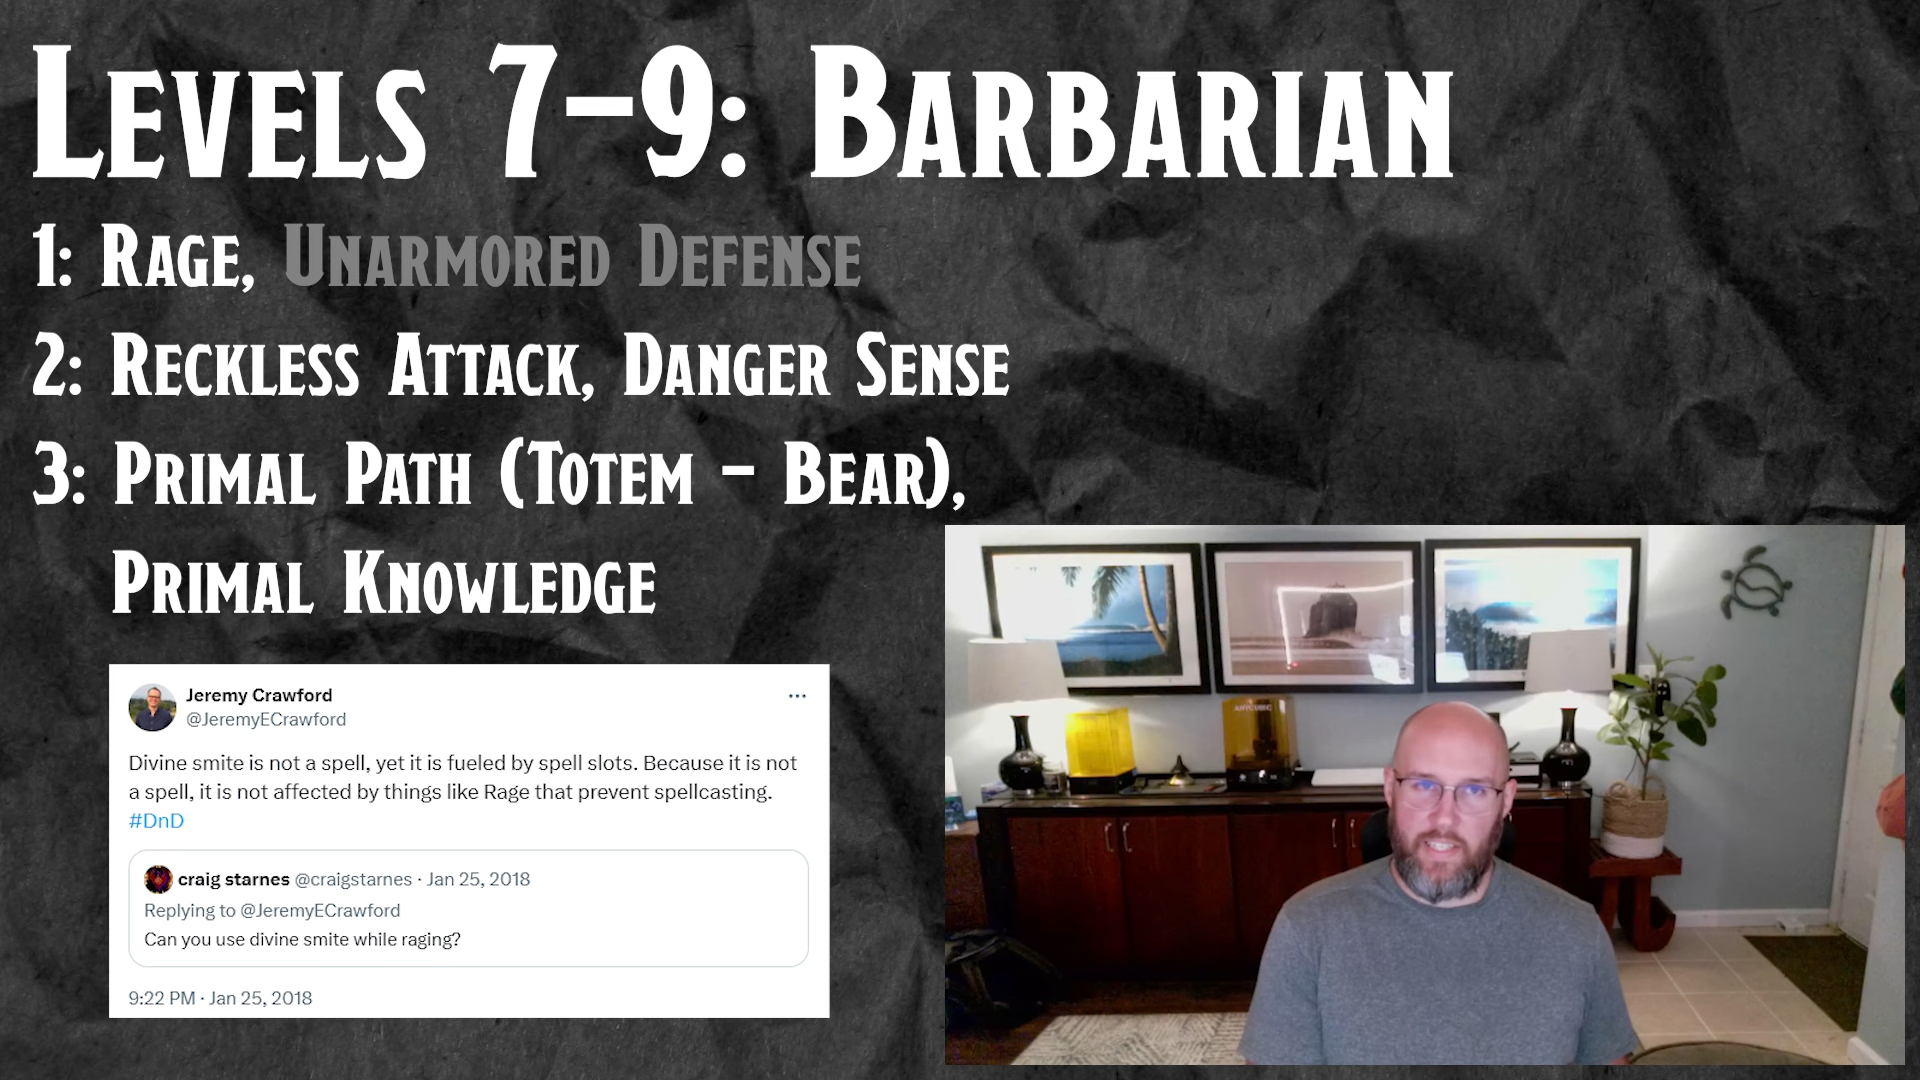 Levels 7-9: Barbarian
1: Rage, Unarmored Defense
2: Reckless Attack, Danger Sense
3: Primal Path (Totem - Bear),
Primal Knowledge
Jeremy Crawford
@JeremyECrawford
Divine smite is not a spell, yet it is fueled by spell slots. Because it is not
a spell, it is not affected by things like Rage that prevent spellcasting.
#DnD
craig starnes @craigstarnes · Jan 25, 2018
Replying to @JeremyECrawford
Can you use divine smite while raging?
9:22 PM · Jan 25, 2018
ANYCUBIC